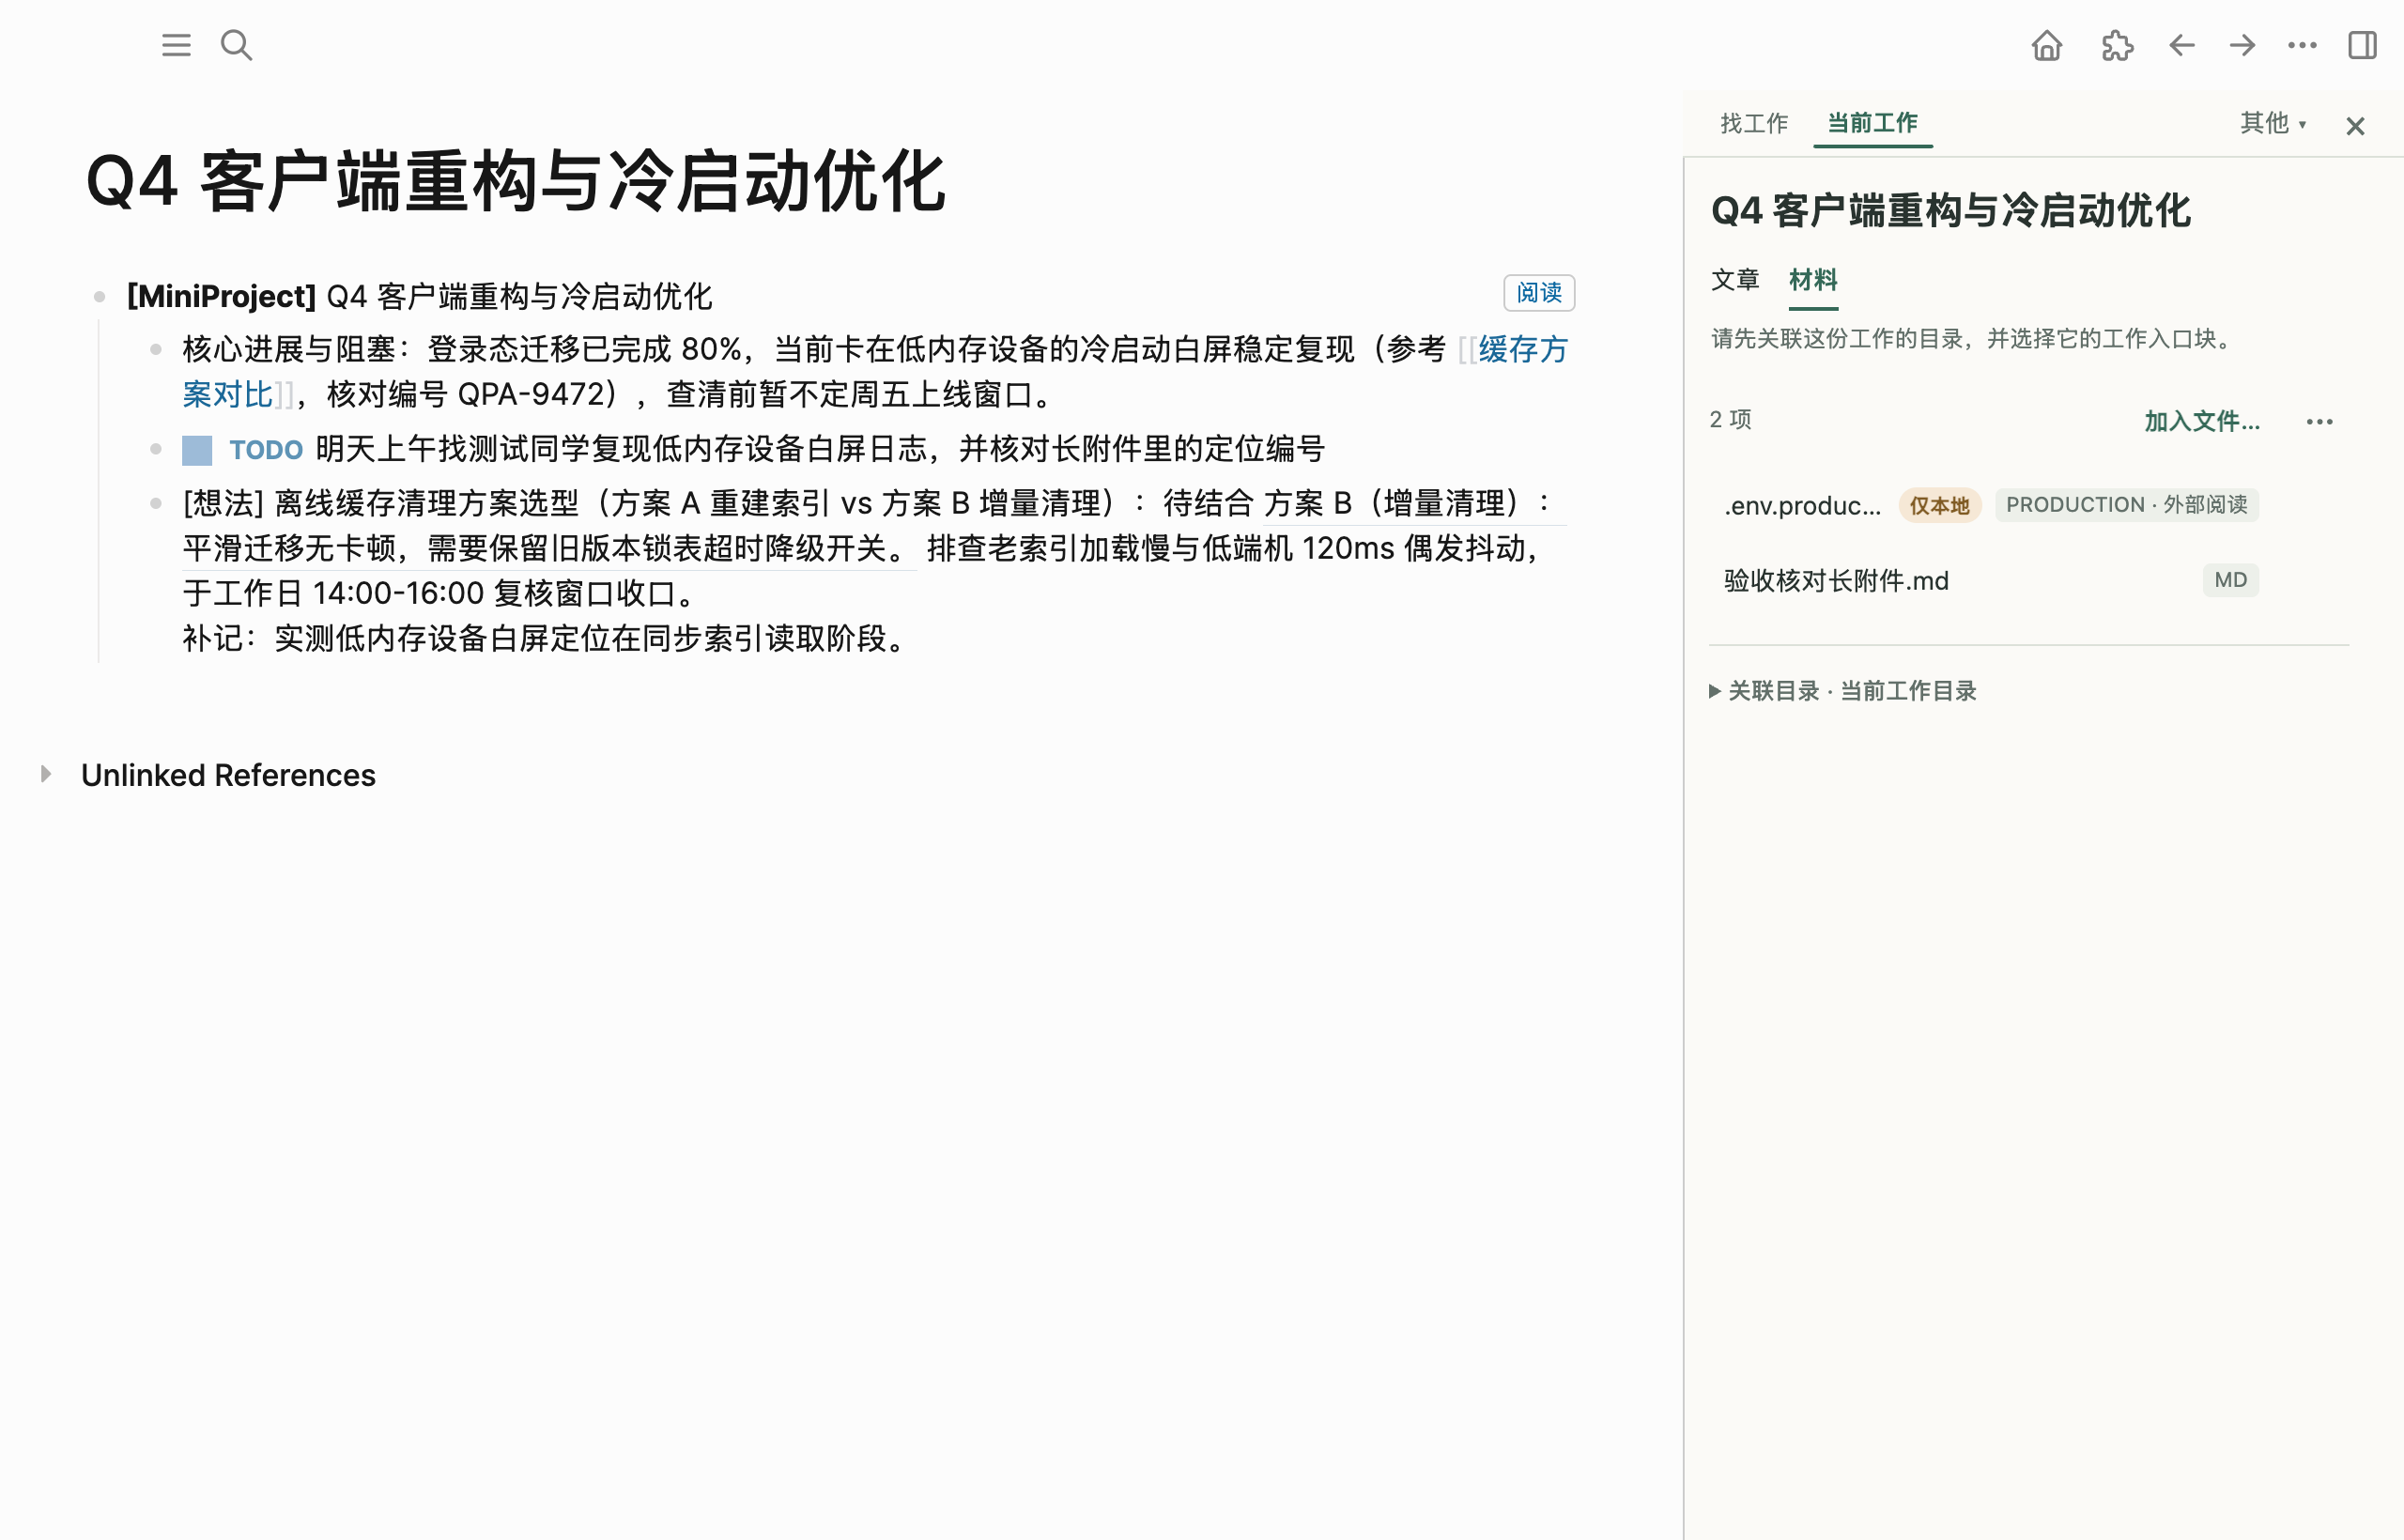 找工作 当前工作 其他 ▾ ×
Q4 客户端重构与冷启动优化
[MiniProject] Q4 客户端重构与冷启动优化 阅读
核心进展与阻塞：登录态迁移已完成 80%，当前卡在低内存设备的冷启动白屏稳定复现（参考 [[缓存方
案对比]]，核对编号 QPA-9472），查清前暂不定周五上线窗口。
TODO 明天上午找测试同学复现低内存设备白屏日志，并核对长附件里的定位编号
[想法] 离线缓存清理方案选型（方案 A 重建索引 vs 方案 B 增量清理）：待结合 方案 B（增量清理）：
平滑迁移无卡顿，需要保留旧版本锁表超时降级开关。 排查老索引加载慢与低端机 120ms 偶发抖动，
于工作日 14:00-16:00 复核窗口收口。
补记：实测低内存设备白屏定位在同步索引读取阶段。
Unlinked References
Q4 客户端重构与冷启动优化
文章 材料
请先关联这份工作的目录，并选择它的工作入口块。
2 项 加入文件... •••
.env.produc... 仅本地 PRODUCTION · 外部阅读
验收核对长附件.md MD
▶ 关联目录 · 当前工作目录